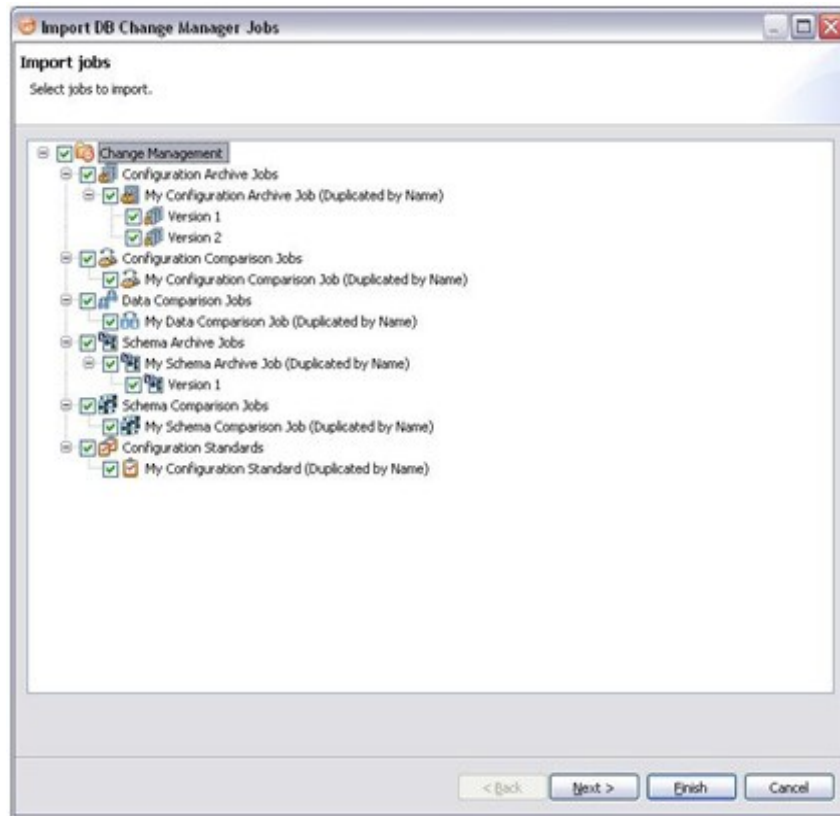 Import DB Change Manager Jobs
Import jobs
Select jobs to import.
Change Management
Configuration Archive Jobs
My Configuration Archive Job (Duplicated by Name)
Version 1
Version 2
Configuration Comparison Jobs
My Configuration Comparison Job (Duplicated by Name)
Data Comparison Jobs
My Data Comparison Job (Duplicated by Name)
Schema Archive Jobs
My Schema Archive Job (Duplicated by Name)
Version 1
Schema Comparison Jobs
My Schema Comparison Job (Duplicated by Name)
Configuration Standards
My Configuration Standard (Duplicated by Name)
< Back Next > Finish Cancel